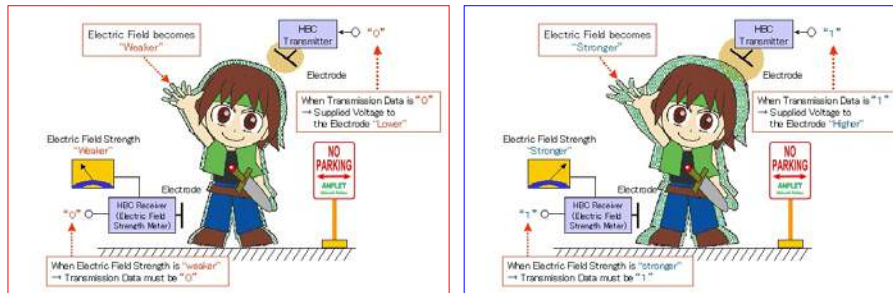 Electric Field becomes
"Weaker"
HBC
Transmitter
"0"
Electrode
When Transmission Data is "0"
→ Supplied Voltage to
the Electrode "Lower"
Electric Field Strength
"Weaker"
Electrode
HBC Receiver
(Electric Field
Strength Meter)
"0"
NO
PARKING
AMPLET
When Electric Field Strength is "weaker"
→ Transmission Data must be "0"
Electric Field becomes
"Stronger"
HBC
Transmitter
"1"
Electrode
When Transmission Data is "1"
→ Supplied Voltage to
the Electrode "Higher"
Electric Field Strength
"Stronger"
Electrode
HBC Receiver
(Electric Field
Strength Meter)
"1"
NO
PARKING
AMPLET
When Electric Field Strength is "stronger"
→ Transmission Data must be "1"